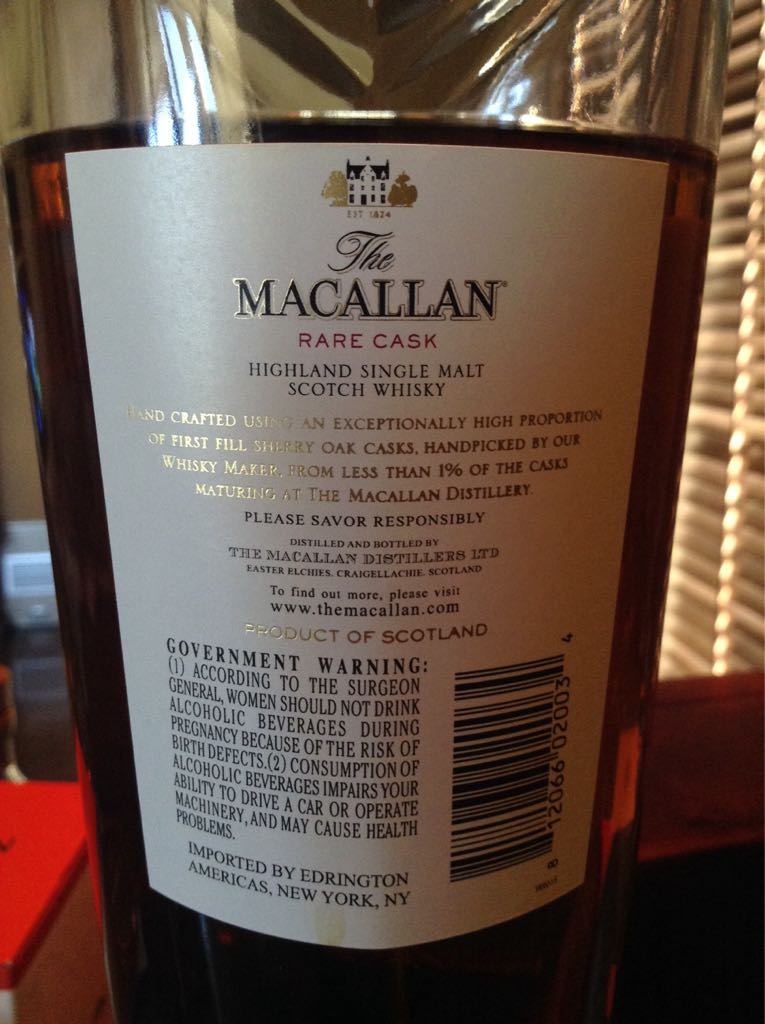 EST 1824
The
MACALLAN
RARE CASK
HIGHLAND SINGLE MALT
SCOTCH WHISKY
HAND CRAFTED USING AN EXCEPTIONALLY HIGH PROPORTION
OF FIRST FILL SHERRY OAK CASKS, HANDPICKED BY OUR
WHISKY MAKER, FROM LESS THAN 1% OF THE CASKS
MATURING AT THE MACALLAN DISTILLERY.
PLEASE SAVOR RESPONSIBLY
DISTILLED AND BOTTLED BY
THE MACALLAN DISTILLERS LTD
EASTER ELCHIES, CRAIGELLACHIE, SCOTLAND
To find out more, please visit
www.themacallan.com
PRODUCT OF SCOTLAND
GOVERNMENT WARNING:
(1) ACCORDING TO THE SURGEON
GENERAL, WOMEN SHOULD NOT DRINK
ALCOHOLIC BEVERAGES DURING
PREGNANCY BECAUSE OF THE RISK OF
BIRTH DEFECTS.(2) CONSUMPTION OF
ALCOHOLIC BEVERAGES IMPAIRS YOUR
ABILITY TO DRIVE A CAR OR OPERATE
MACHINERY, AND MAY CAUSE HEALTH
PROBLEMS.
IMPORTED BY EDRINGTON
AMERICAS, NEW YORK, NY
8 12066 02003 4